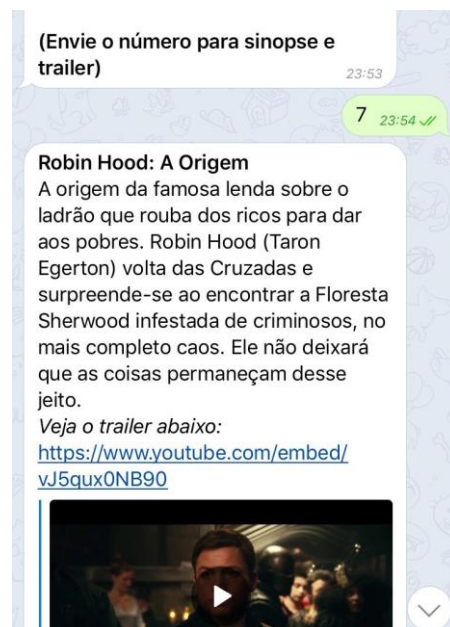 (Envie o número para sinopse e
trailer)
23:53
7 23:54
Robin Hood: A Origem
A origem da famosa lenda sobre o
ladrão que rouba dos ricos para dar
aos pobres. Robin Hood (Taron
Egerton) volta das Cruzadas e
surpreende-se ao encontrar a Floresta
Sherwood infestada de criminosos, no
mais completo caos. Ele não deixará
que as coisas permaneçam desse
jeito.
Veja o trailer abaixo:
https://www.youtube.com/embed/
vJ5qux0NB90